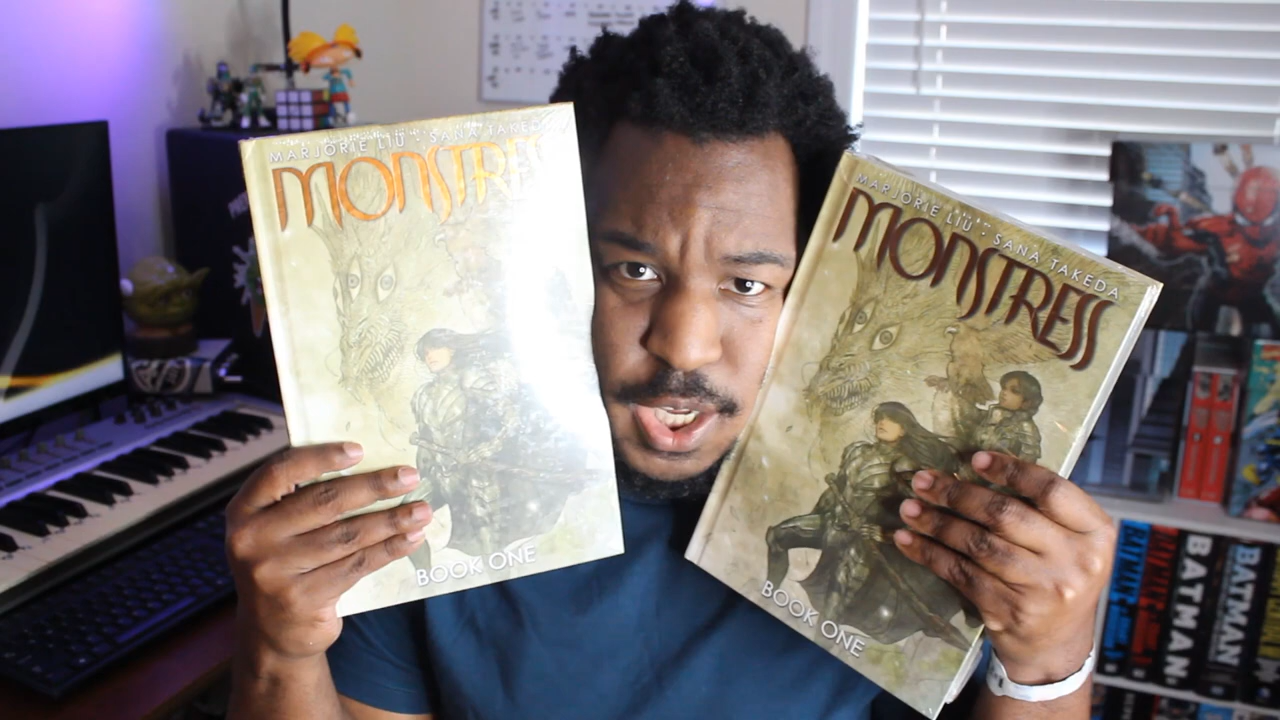 MARJORIE LIU · SANA TAKEDA
MONSTRESS
BOOK ONE
MARJORIE LIU · SANA TAKEDA
MONSTRESS
BOOK ONE
BATMAN
BATMAN